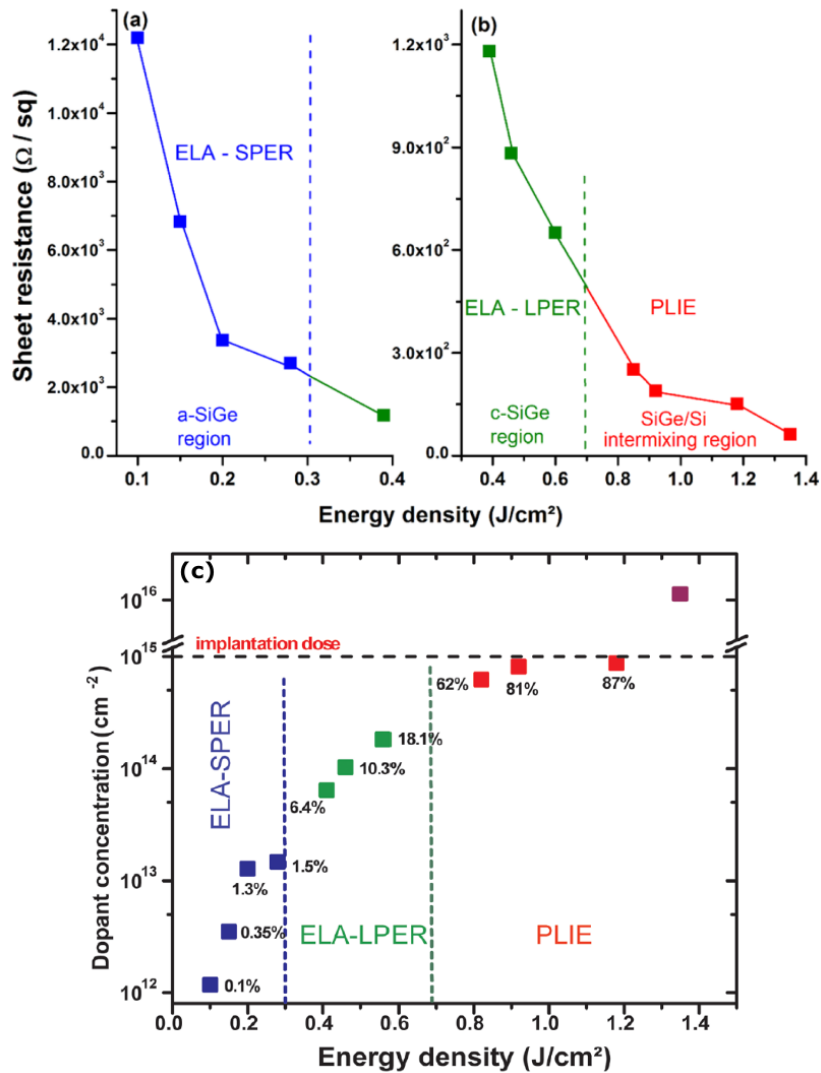 (a)
(b)
Sheet resistance (Ω / sq)
1.2x10⁴
1.0x10⁴
8.0x10³
6.0x10³
4.0x10³
2.0x10³
0.0
ELA - SPER
a-SiGe
region
0.1
0.2
0.3
0.4
1.2x10³
9.0x10²
6.0x10²
3.0x10²
0.0
ELA - LPER
PLIE
c-SiGe
region
SiGe/Si
intermixing region
0.4
0.6
0.8
1.0
1.2
1.4
Energy density (J/cm²)
(c)
Dopant concentration (cm⁻²)
10¹⁶
10¹⁵
10¹⁴
10¹³
10¹²
implantation dose
ELA-SPER
62%
81%
87%
18.1%
10.3%
6.4%
1.5%
1.3%
0.35%
0.1%
ELA-LPER
PLIE
0.0
0.2
0.4
0.6
0.8
1.0
1.2
1.4
Energy density (J/cm²)